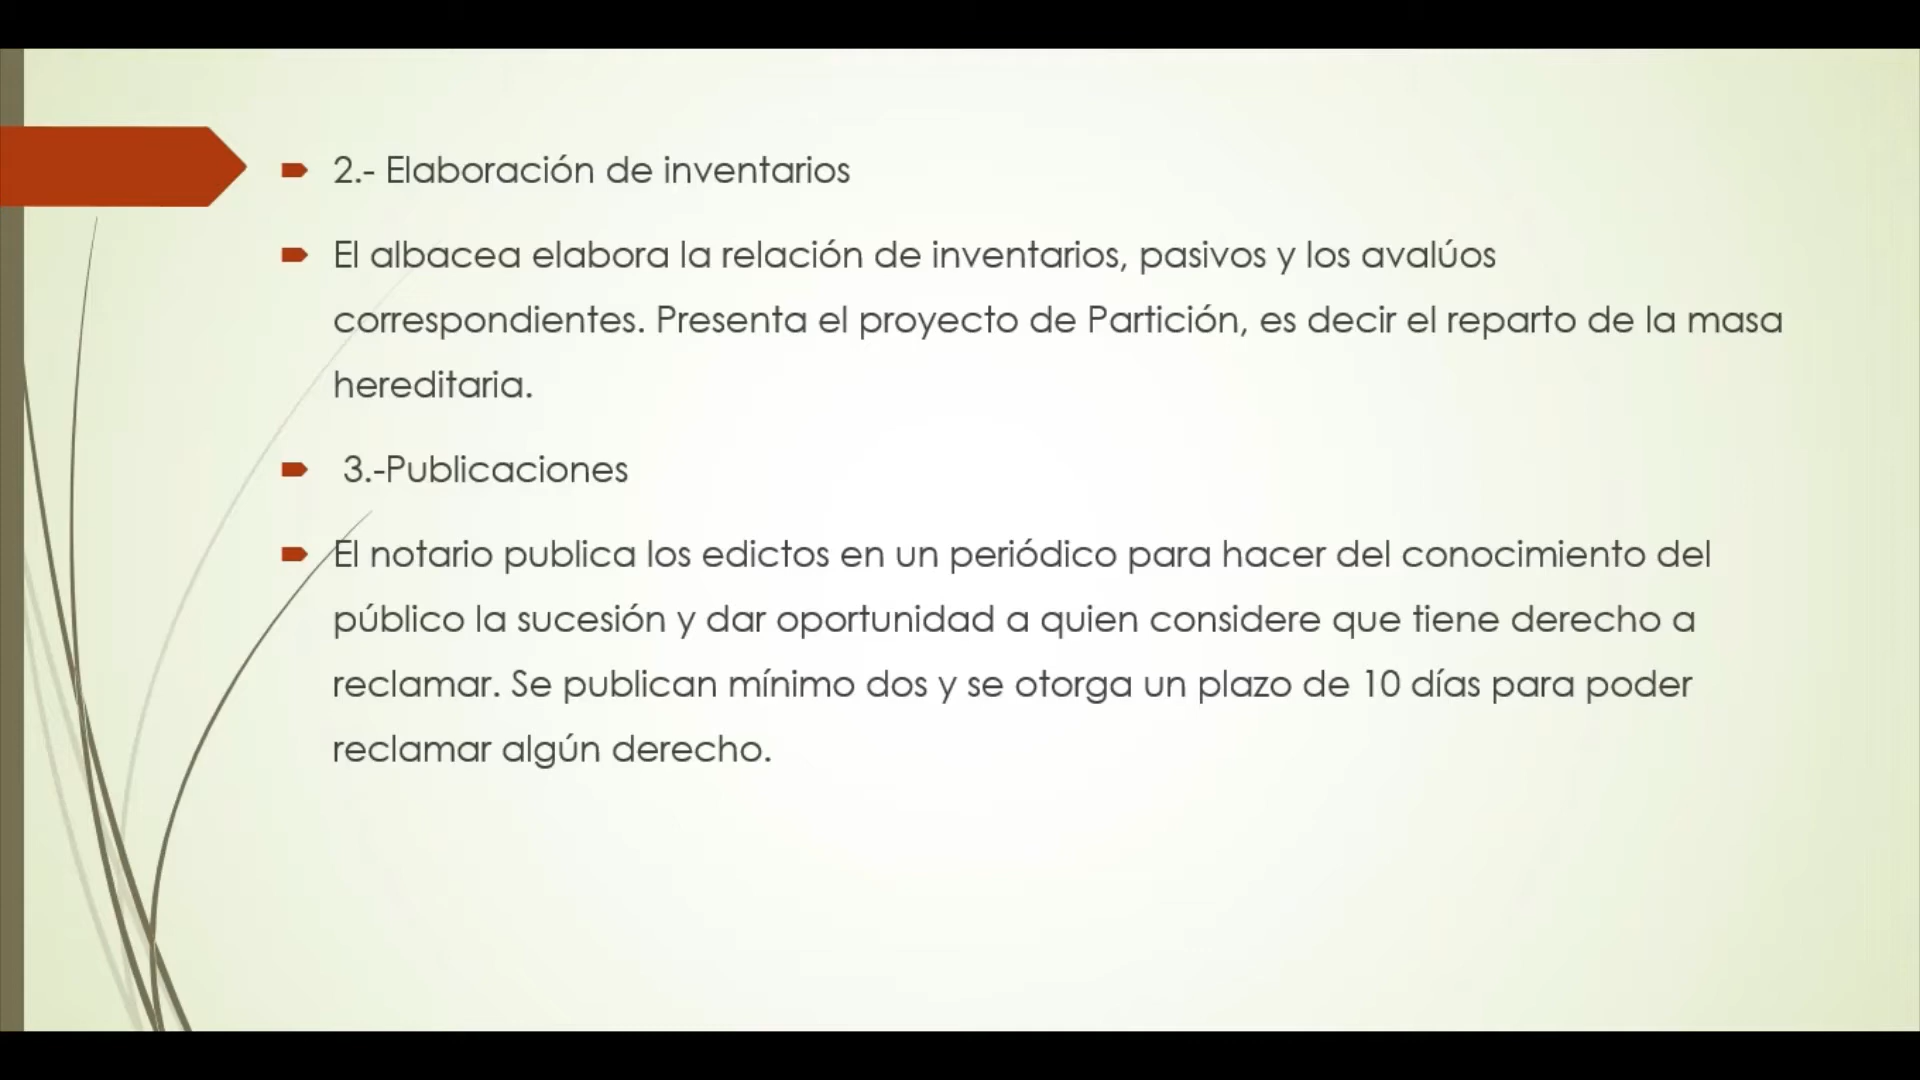 2.- Elaboración de inventarios
El albacea elabora la relación de inventarios, pasivos y los avalúos
correspondientes. Presenta el proyecto de Partición, es decir el reparto de la masa
hereditaria.
3.-Publicaciones
El notario publica los edictos en un periódico para hacer del conocimiento del
público la sucesión y dar oportunidad a quien considere que tiene derecho a
reclamar. Se publican mínimo dos y se otorga un plazo de 10 días para poder
reclamar algún derecho.